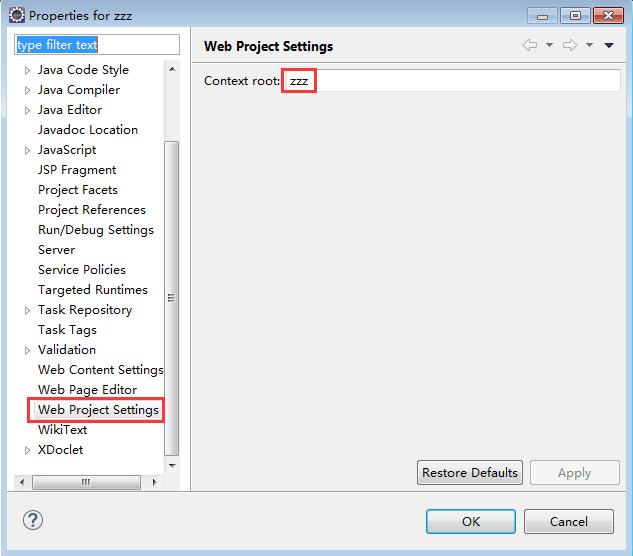 Properties for zzz
type filter text
Java Code Style
Java Compiler
Java Editor
Javadoc Location
JavaScript
JSP Fragment
Project Facets
Project References
Run/Debug Settings
Server
Service Policies
Targeted Runtimes
Task Repository
Task Tags
Validation
Web Content Settings
Web Page Editor
Web Project Settings
WikiText
XDoclet
Web Project Settings
Context root: zzz
Restore Defaults Apply
? OK Cancel